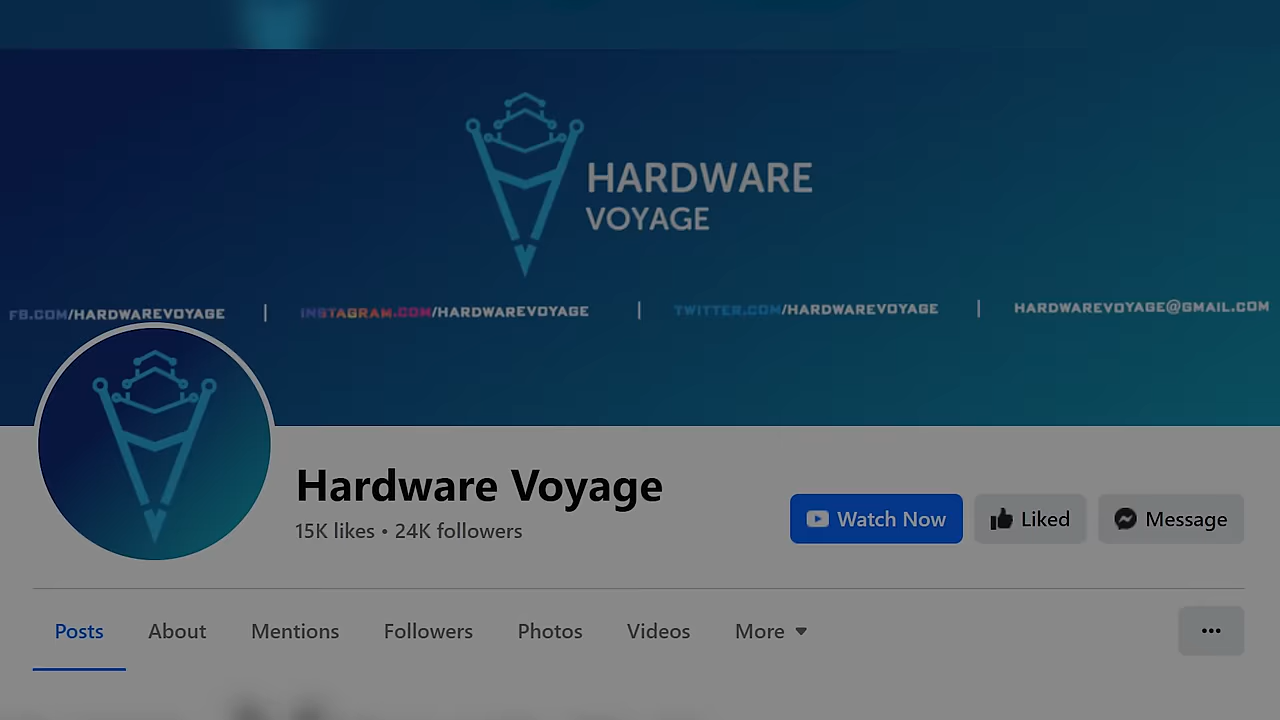 HARDWARE
VOYAGE
FB.COM/HARDWAREVOYAGE | INSTAGRAM.COM/HARDWAREVOYAGE | TWITTER.COM/HARDWAREVOYAGE | HARDWAREVOYAGE@GMAIL.COM
Hardware Voyage
15K likes • 24K followers
Watch Now Liked Message
Posts About Mentions Followers Photos Videos More